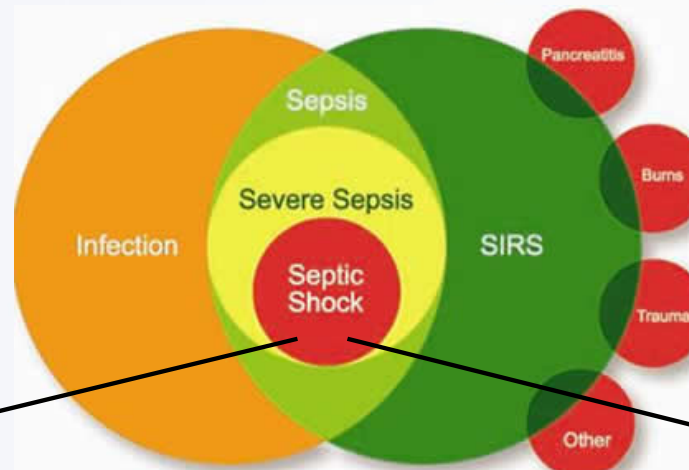 Sepsis
Severe Sepsis
Infection
Septic
Shock
SIRS
Pancreatitis
Burns
Trauma
Other